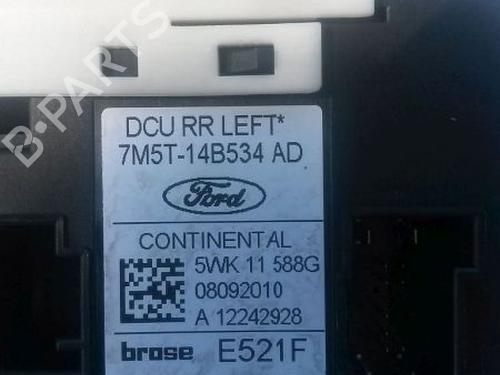 B-PARTS
DCU RR LEFT*
7M5T-14B534 AD
Ford
CONTINENTAL
5WK 11 588G
08092010
A 12242928
brose E521F